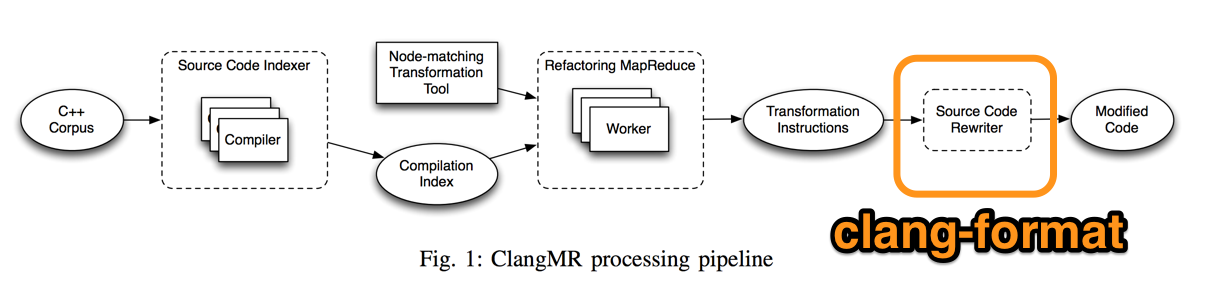 C++
Corpus
Source Code Indexer
Compiler
Node-matching
Transformation
Tool
Compilation
Index
Refactoring MapReduce
Worker
Transformation
Instructions
Source Code
Rewriter
Modified
Code
clang-format
Fig. 1: ClangMR processing pipeline